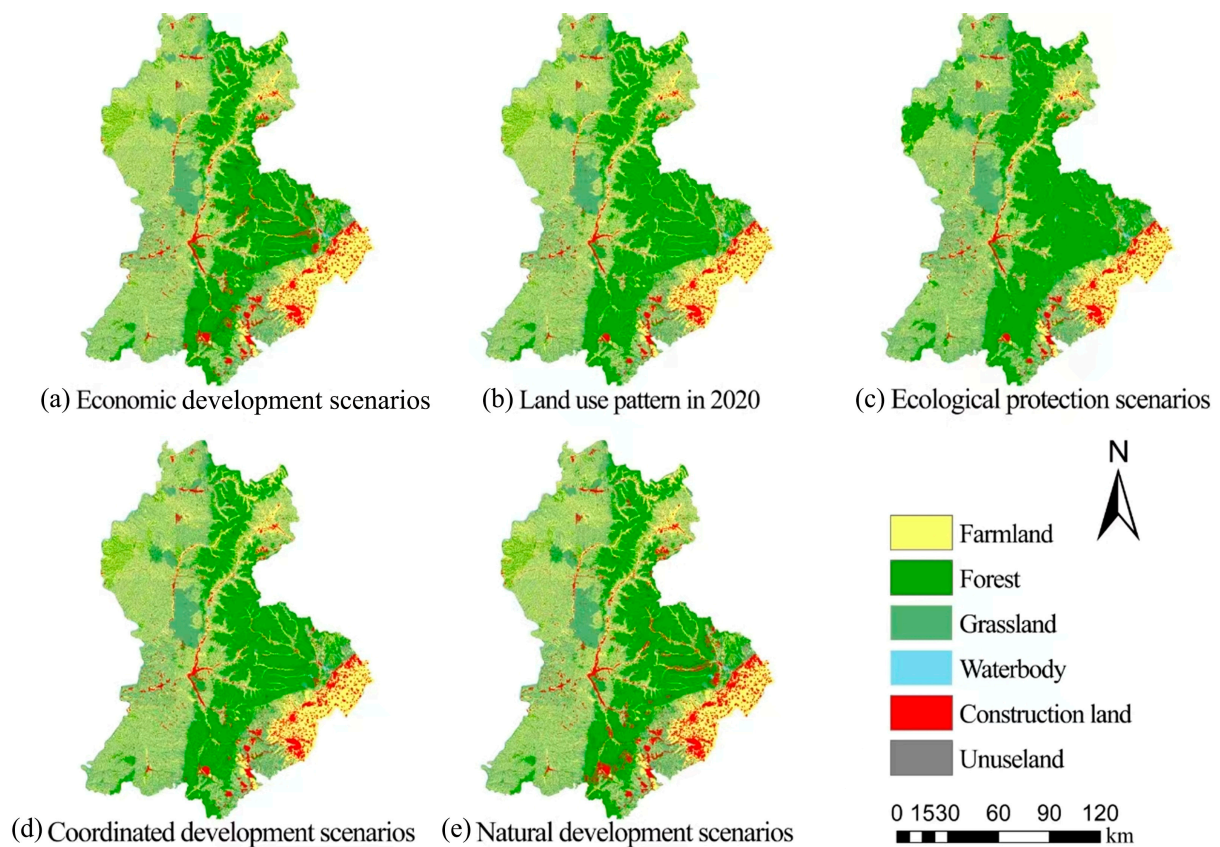 (a) Economic development scenarios
(b) Land use pattern in 2020
(c) Ecological protection scenarios
N
Farmland
Forest
Grassland
Waterbody
Construction land
Unuseland
0 1530 60 90 120
km
(d) Coordinated development scenarios
(e) Natural development scenarios